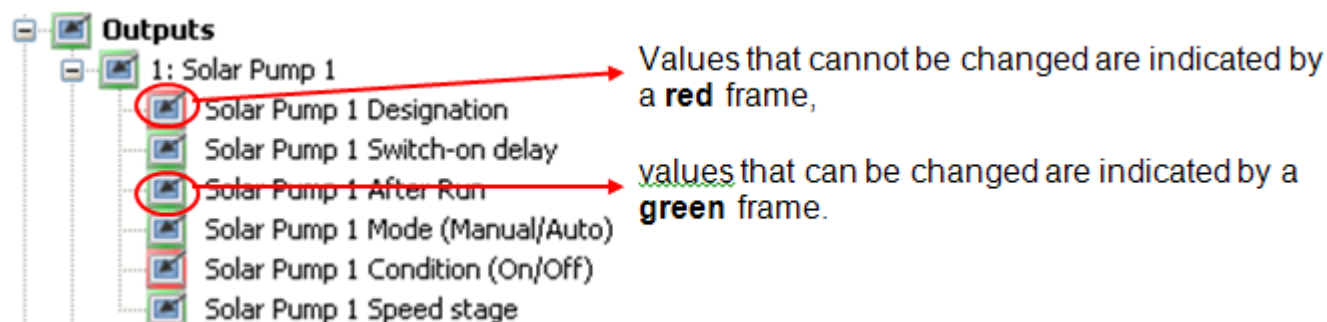 Outputs
1: Solar Pump 1
Solar Pump 1 Designation
Solar Pump 1 Switch-on delay
Solar Pump 1 After Run
Solar Pump 1 Mode (Manual/Auto)
Solar Pump 1 Condition (On/Off)
Solar Pump 1 Speed stage
Values that cannot be changed are indicated by
a red frame,
values that can be changed are indicated by a
green frame.